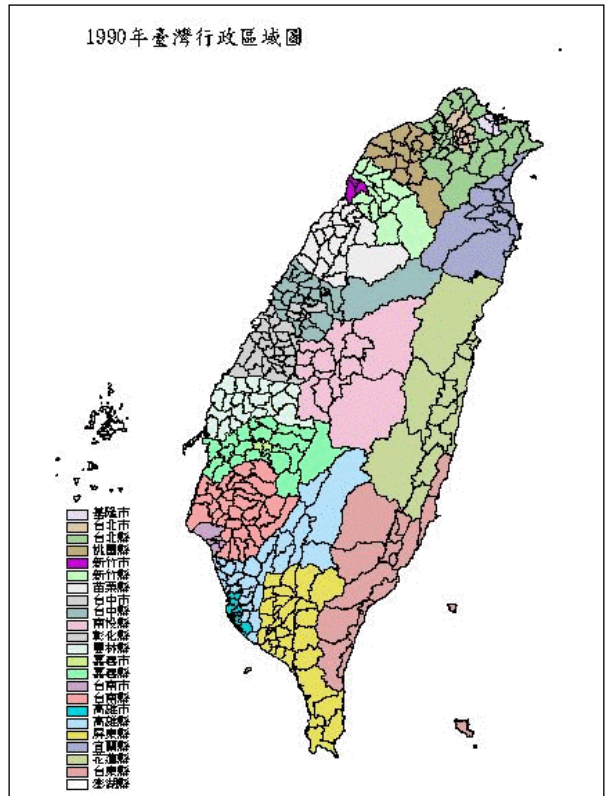 1990年臺灣行政區域圖
基隆市
台北市
台北縣
桃園縣
新竹市
新竹縣
苗栗縣
台中市
台中縣
南投縣
彰化縣
雲林縣
嘉義市
嘉義縣
台南市
台南縣
高雄市
高雄縣
屏東縣
宜蘭縣
花蓮縣
台東縣
澎湖縣